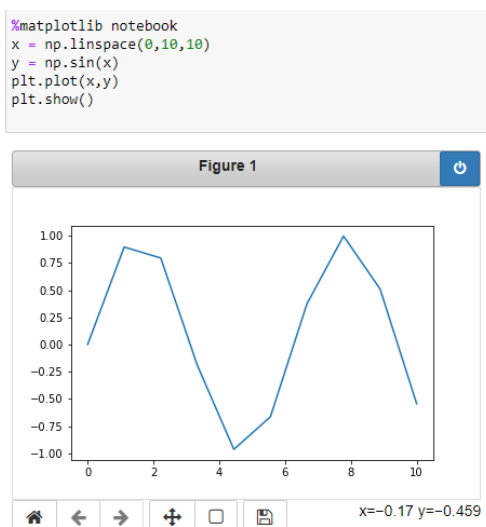 %matplotlib notebook
x = np.linspace(0,10,10)
y = np.sin(x)
plt.plot(x,y)
plt.show()
Figure 1
1.00
0.75
0.50
0.25
0.00
−0.25
−0.50
−0.75
−1.00
0 2 4 6 8 10
x=−0.17 y=−0.459